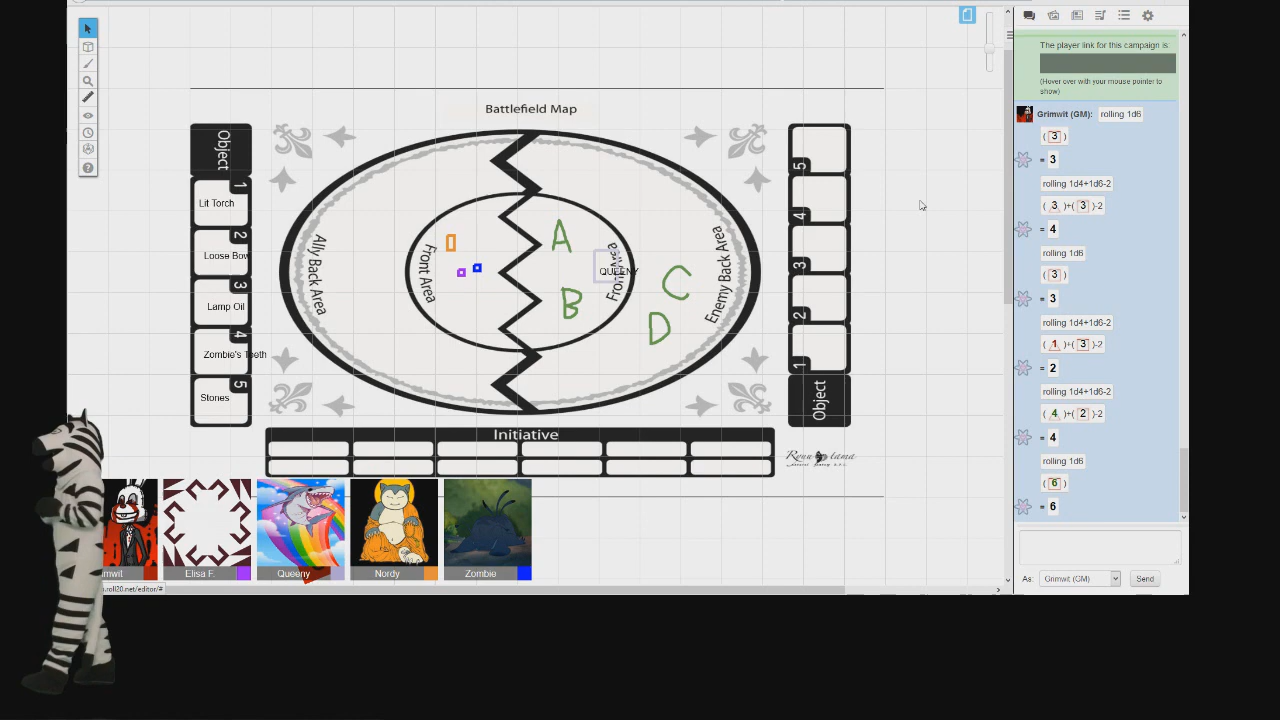 Battlefield Map
Object
1
Lit Torch
2
Loose Bow
3
Lamp Oil
4
Zombie's Teeth
5
Stones
Ally Back Area
Front Area
A
B
C
D
QUEENY
Enemy Back Area
5
4
3
2
1
Object
Initiative
Elisa F.
Queeny
Nordy
Zombie
.roll20.net/editor/#
The player link for this campaign is:
(Hover over with your mouse pointer to
show)
Grimwit (GM): rolling 1d6
( 3 )
= 3
rolling 1d4+1d6-2
( 3 )+( 3 )-2
= 4
rolling 1d6
( 3 )
= 3
rolling 1d4+1d6-2
( 1 )+( 3 )-2
= 2
rolling 1d4+1d6-2
( 4 )+( 2 )-2
= 4
rolling 1d6
( 6 )
= 6
As: Grimwit (GM) Send